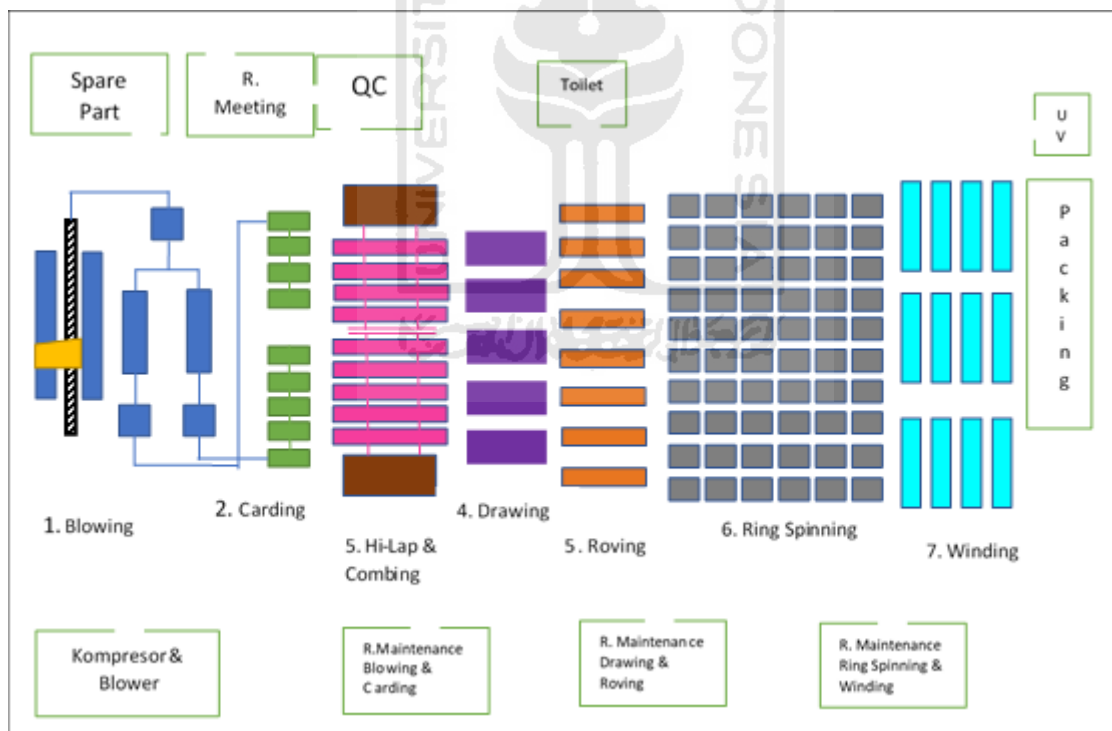 Spare
Part
R.
Meeting
QC
Toilet
U
V
P
a
c
k
i
n
g
1. Blowing
2. Carding
5. Hi-Lap &
Combing
4. Drawing
5. Roving
6. Ring Spinning
7. Winding
Kompresor&
Blower
R.Maintenance
Blowing &
Carding
R. Maintenance
Drawing &
Roving
R. Maintenance
Ring Spinning &
Winding